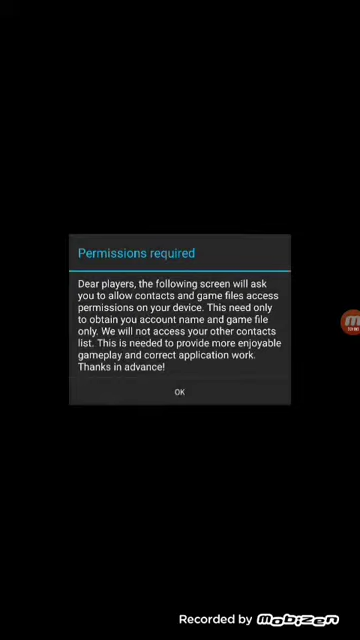 Permissions required
Dear players, the following screen will ask
you to allow contacts and game files access
permissions on your device. This need only
to obtain you account name and game file
only. We will not access your other contacts
list. This is needed to provide more enjoyable
gameplay and correct application work.
Thanks in advance!
OK
Recorded by mobizen